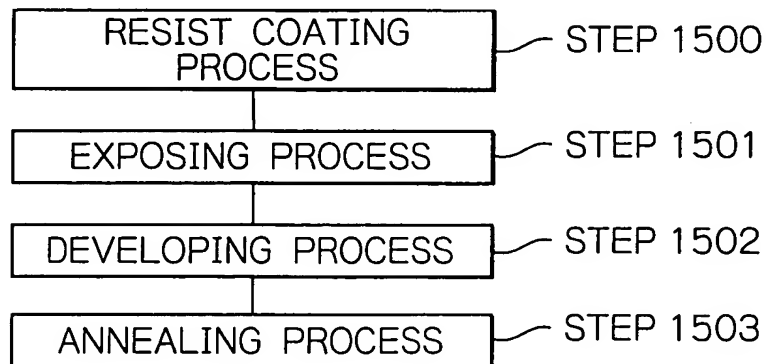 RESIST COATING
PROCESS
STEP 1500
EXPOSING PROCESS
STEP 1501
DEVELOPING PROCESS
STEP 1502
ANNEALING PROCESS
STEP 1503